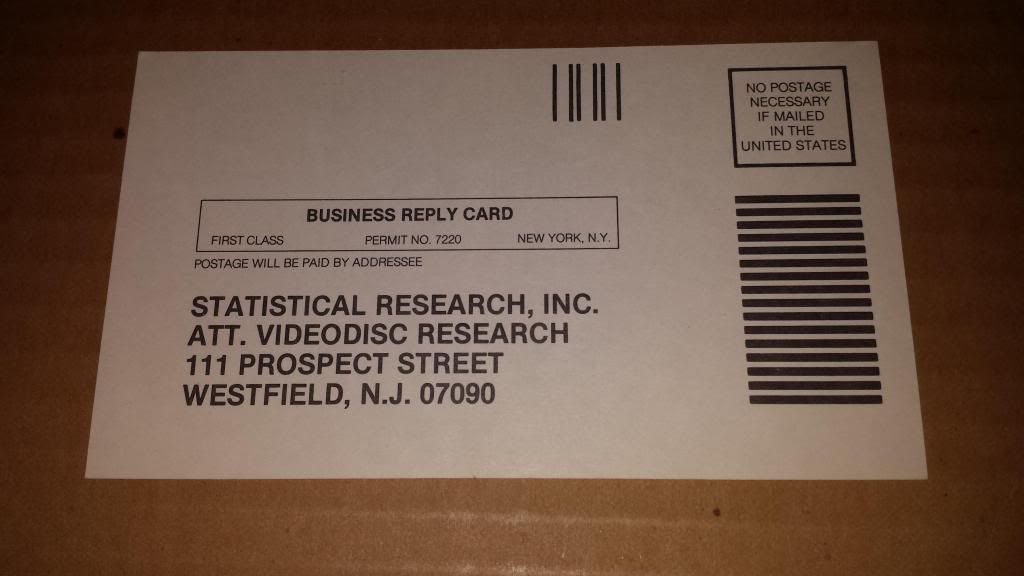 NO POSTAGE
NECESSARY
IF MAILED
IN THE
UNITED STATES
BUSINESS REPLY CARD
FIRST CLASS PERMIT NO. 7220 NEW YORK, N.Y.
POSTAGE WILL BE PAID BY ADDRESSEE
STATISTICAL RESEARCH, INC.
ATT. VIDEODISC RESEARCH
111 PROSPECT STREET
WESTFIELD, N.J. 07090